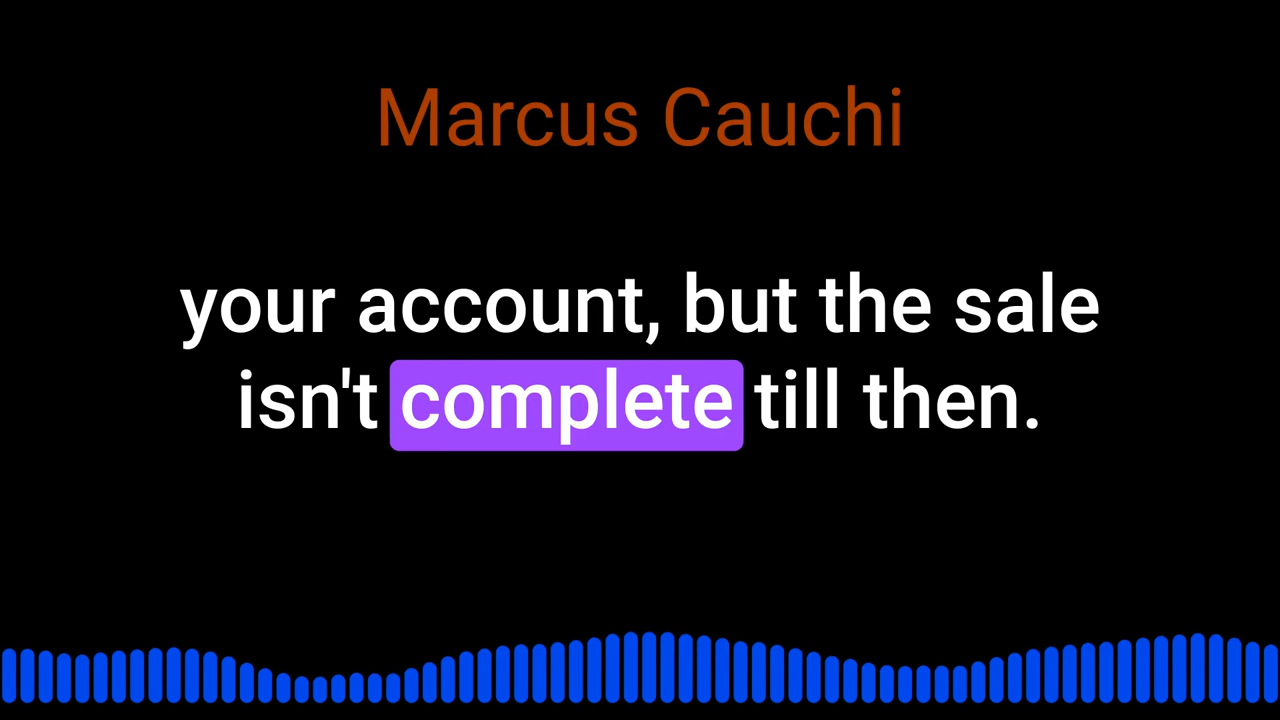 Marcus Cauchi
your account, but the sale
isn't complete till then.